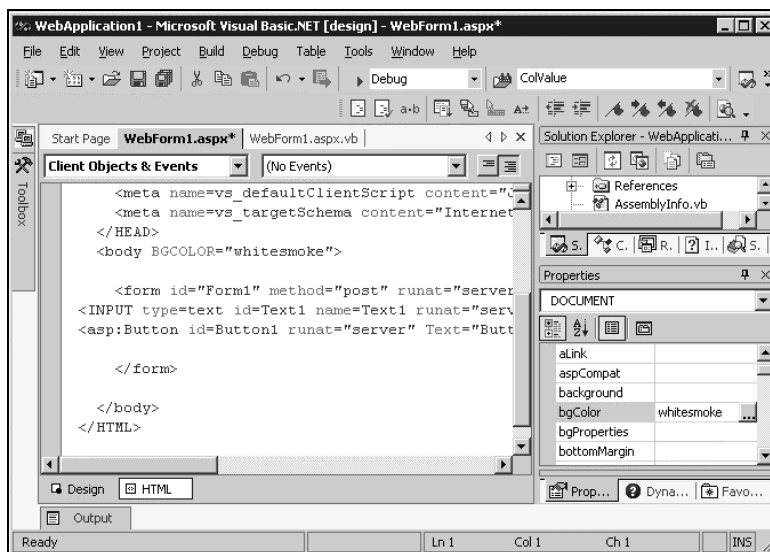 WebApplication1 - Microsoft Visual Basic.NET [design] - WebForm1.aspx*
File Edit View Project Build Debug Table Tools Window Help
Debug ColValue
Toolbox
Start Page WebForm1.aspx* WebForm1.aspx.vb
Client Objects & Events (No Events)
<meta name=vs_defaultClientScript content="J
<meta name=vs_targetSchema content="Internet
</HEAD>
<body BGCOLOR="whitesmoke">
<form id="Form1" method="post" runat="server
<INPUT type=text id=Text1 name=Text1 runat="serv
<asp:Button id=Button1 runat="server" Text="Butt
</form>
</body>
</HTML>
Design HTML
Solution Explorer - WebApplicati...
References
AssemblyInfo.vb
S. C. R. I.. S.
Properties
DOCUMENT
aLink
aspCompat
background
bgColor whitesmoke ...
bgProperties
bottomMargin
Prop... Dyna... Favo...
Output
Ready Ln 1 Col 1 Ch 1 INS